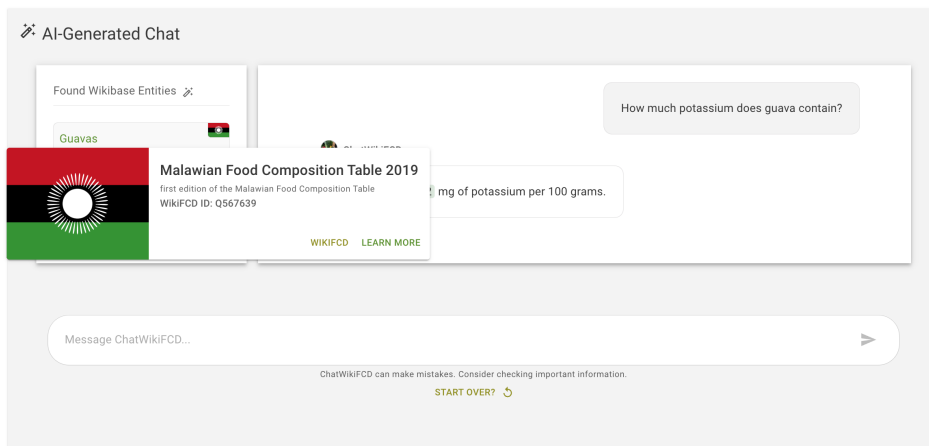 AI-Generated Chat
Found Wikibase Entities
Guavas
How much potassium does guava contain?
Malawian Food Composition Table 2019
first edition of the Malawian Food Composition Table
WikiFCD ID: Q567639
WIKIFCD LEARN MORE
mg of potassium per 100 grams.
Message ChatWikiFCD...
ChatWikiFCD can make mistakes. Consider checking important information.
START OVER?